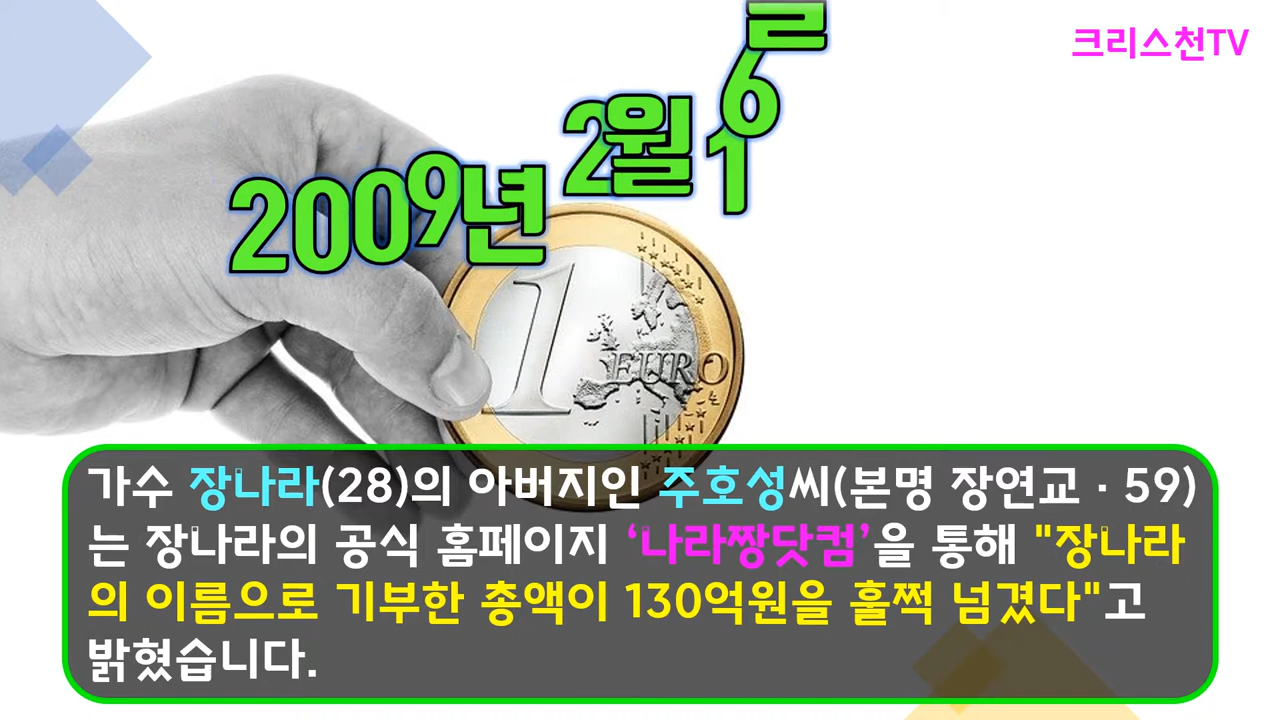 크리스천TV
2009년 2월 16
1
EURO
가수 장나라(28)의 아버지인 주호성씨(본명 장연교 · 59)
는 장나라의 공식 홈페이지 ‘나라짱닷컴’을 통해 "장나라
의 이름으로 기부한 총액이 130억원을 훌쩍 넘겼다"고
밝혔습니다.